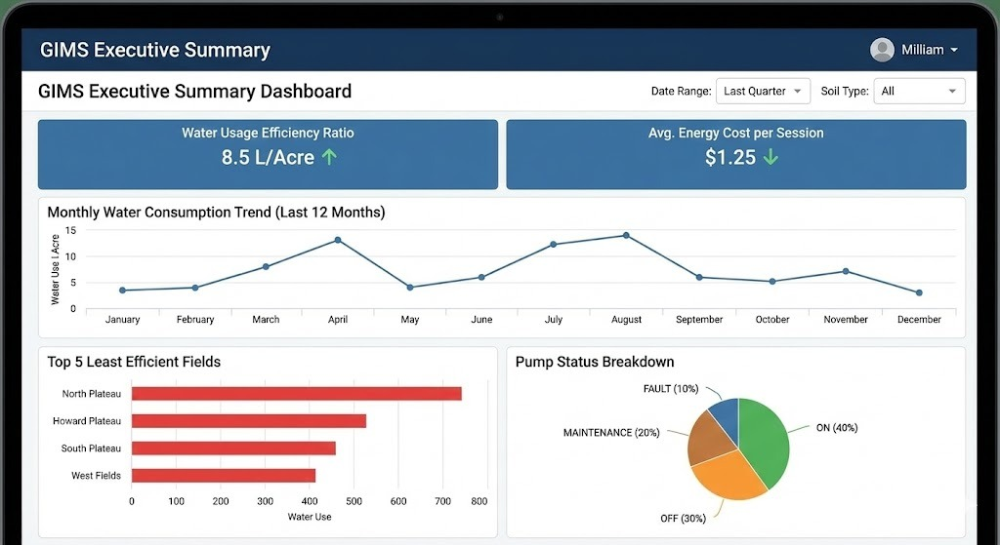 GIMS Executive Summary
Milliam
GIMS Executive Summary Dashboard
Date Range: Last Quarter Soil Type: All
Water Usage Efficiency Ratio
8.5 L/Acre ↑
Avg. Energy Cost per Session
$1.25 ↓
Monthly Water Consumption Trend (Last 12 Months)
Water Use L Acre
15
10
5
0
January February March April May June July August September October November December
Top 5 Least Efficient Fields
North Plateau
Howard Plateau
South Plateau
West Fields
0 100 200 300 400 500 600 700 800
Water Use
Pump Status Breakdown
FAULT (10%)
ON (40%)
MAINTENANCE (20%)
OFF (30%)